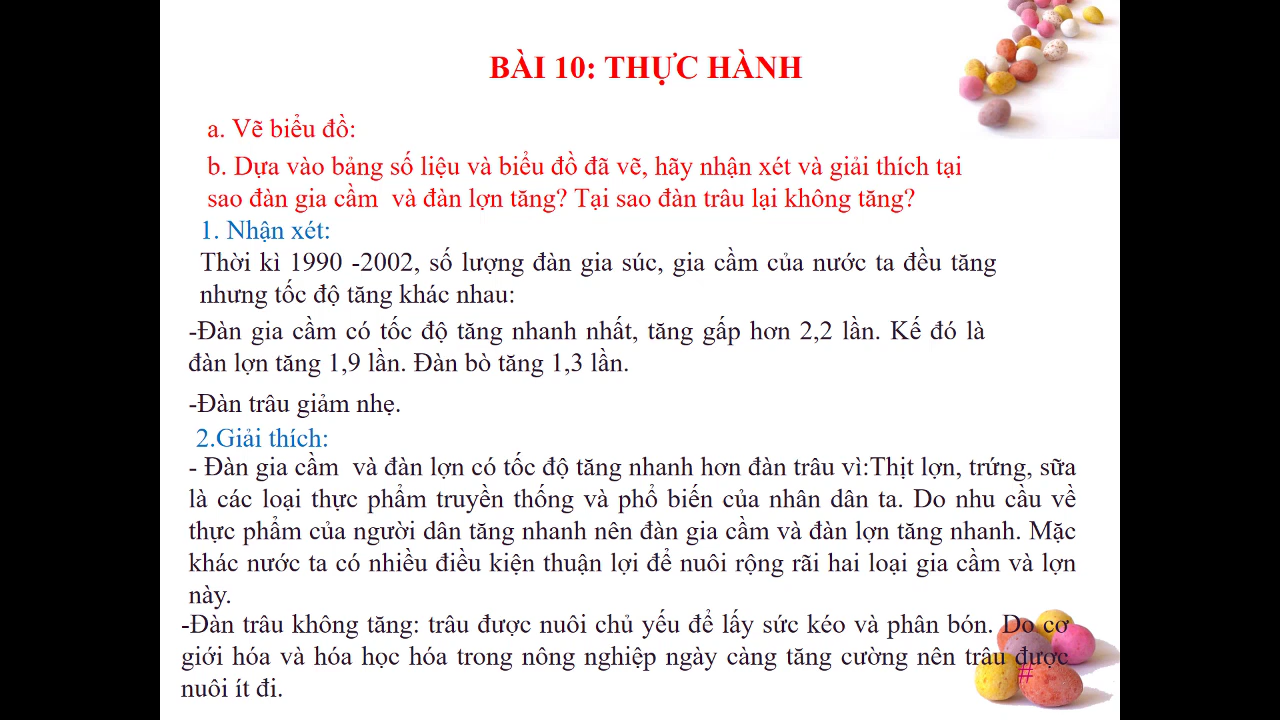 BÀI 10: THỰC HÀNH
a. Vẽ biểu đồ:
b. Dựa vào bảng số liệu và biểu đồ đã vẽ, hãy nhận xét và giải thích tại
sao đàn gia cầm và đàn lợn tăng? Tại sao đàn trâu lại không tăng?
1. Nhận xét:
Thời kì 1990 -2002, số lượng đàn gia súc, gia cầm của nước ta đều tăng
nhưng tốc độ tăng khác nhau:
-Đàn gia cầm có tốc độ tăng nhanh nhất, tăng gấp hơn 2,2 lần. Kế đó là
đàn lợn tăng 1,9 lần. Đàn bò tăng 1,3 lần.
-Đàn trâu giảm nhẹ.
2.Giải thích:
- Đàn gia cầm và đàn lợn có tốc độ tăng nhanh hơn đàn trâu vì:Thịt lợn, trứng, sữa
là các loại thực phẩm truyền thống và phổ biến của nhân dân ta. Do nhu cầu về
thực phẩm của người dân tăng nhanh nên đàn gia cầm và đàn lợn tăng nhanh. Mặc
khác nước ta có nhiều điều kiện thuận lợi để nuôi rộng rãi hai loại gia cầm và lợn
này.
-Đàn trâu không tăng: trâu được nuôi chủ yếu để lấy sức kéo và phân bón. Do cơ
giới hóa và hóa học hóa trong nông nghiệp ngày càng tăng cường nên trâu được
nuôi ít đi.
#